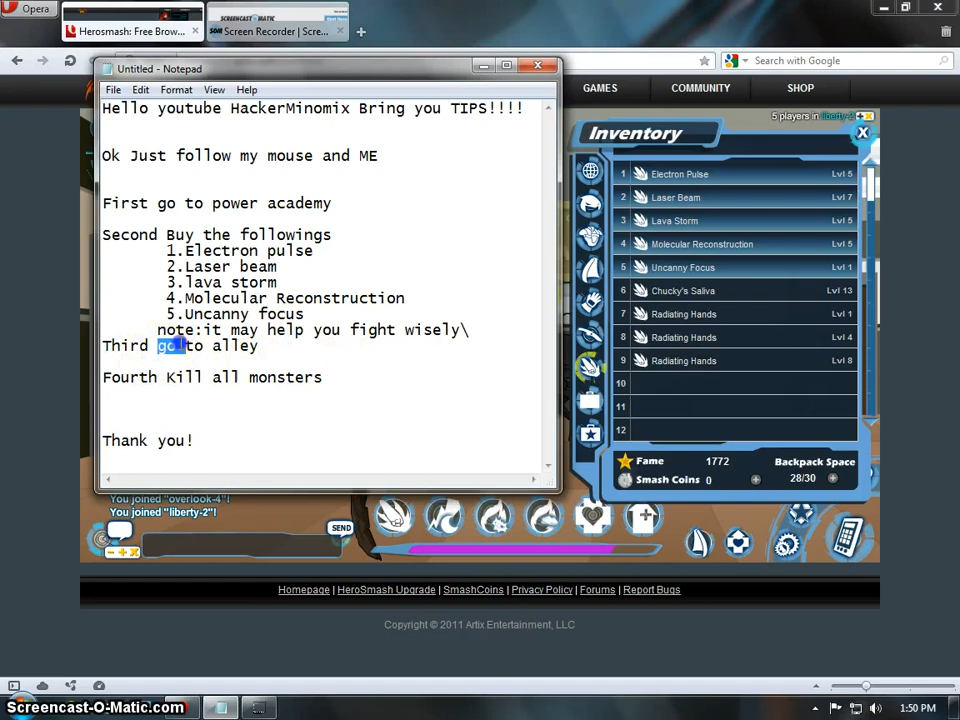 Opera
Herosmash: Free Brow...
SCREENCAST-O-MATIC
SOM Screen Recorder | Scre...
Search with Google
Untitled - Notepad
File Edit Format View Help
Hello youtube HackerMinomix Bring you TIPS!!!!
Ok Just follow my mouse and ME
First go to power academy
Second Buy the followings
1.Electron pulse
2.Laser beam
3.lava storm
4.Molecular Reconstruction
5.Uncanny focus
note:it may help you fight wisely\
Third go to alley
Fourth Kill all monsters
Thank you!
GAMES COMMUNITY SHOP
5 players in liberty-2
Inventory
X
1 Electron Pulse Lvl 5
2 Laser Beam Lvl 7
3 Lava Storm Lvl 5
4 Molecular Reconstruction Lvl 5
5 Uncanny Focus Lvl 1
6 Chucky's Saliva Lvl 13
7 Radiating Hands Lvl 1
8 Radiating Hands Lvl 4
9 Radiating Hands Lvl 8
10
11
12
Fame 1772 Backpack Space
Smash Coins 0 28/30
You joined "overlook-4"!
You joined "liberty-2"!
SEND
Homepage | HeroSmash Upgrade | SmashCoins | Privacy Policy | Forums | Report Bugs
Copyright © 2011 Artix Entertainment, LLC
Screencast-O-Matic.com
1:50 PM